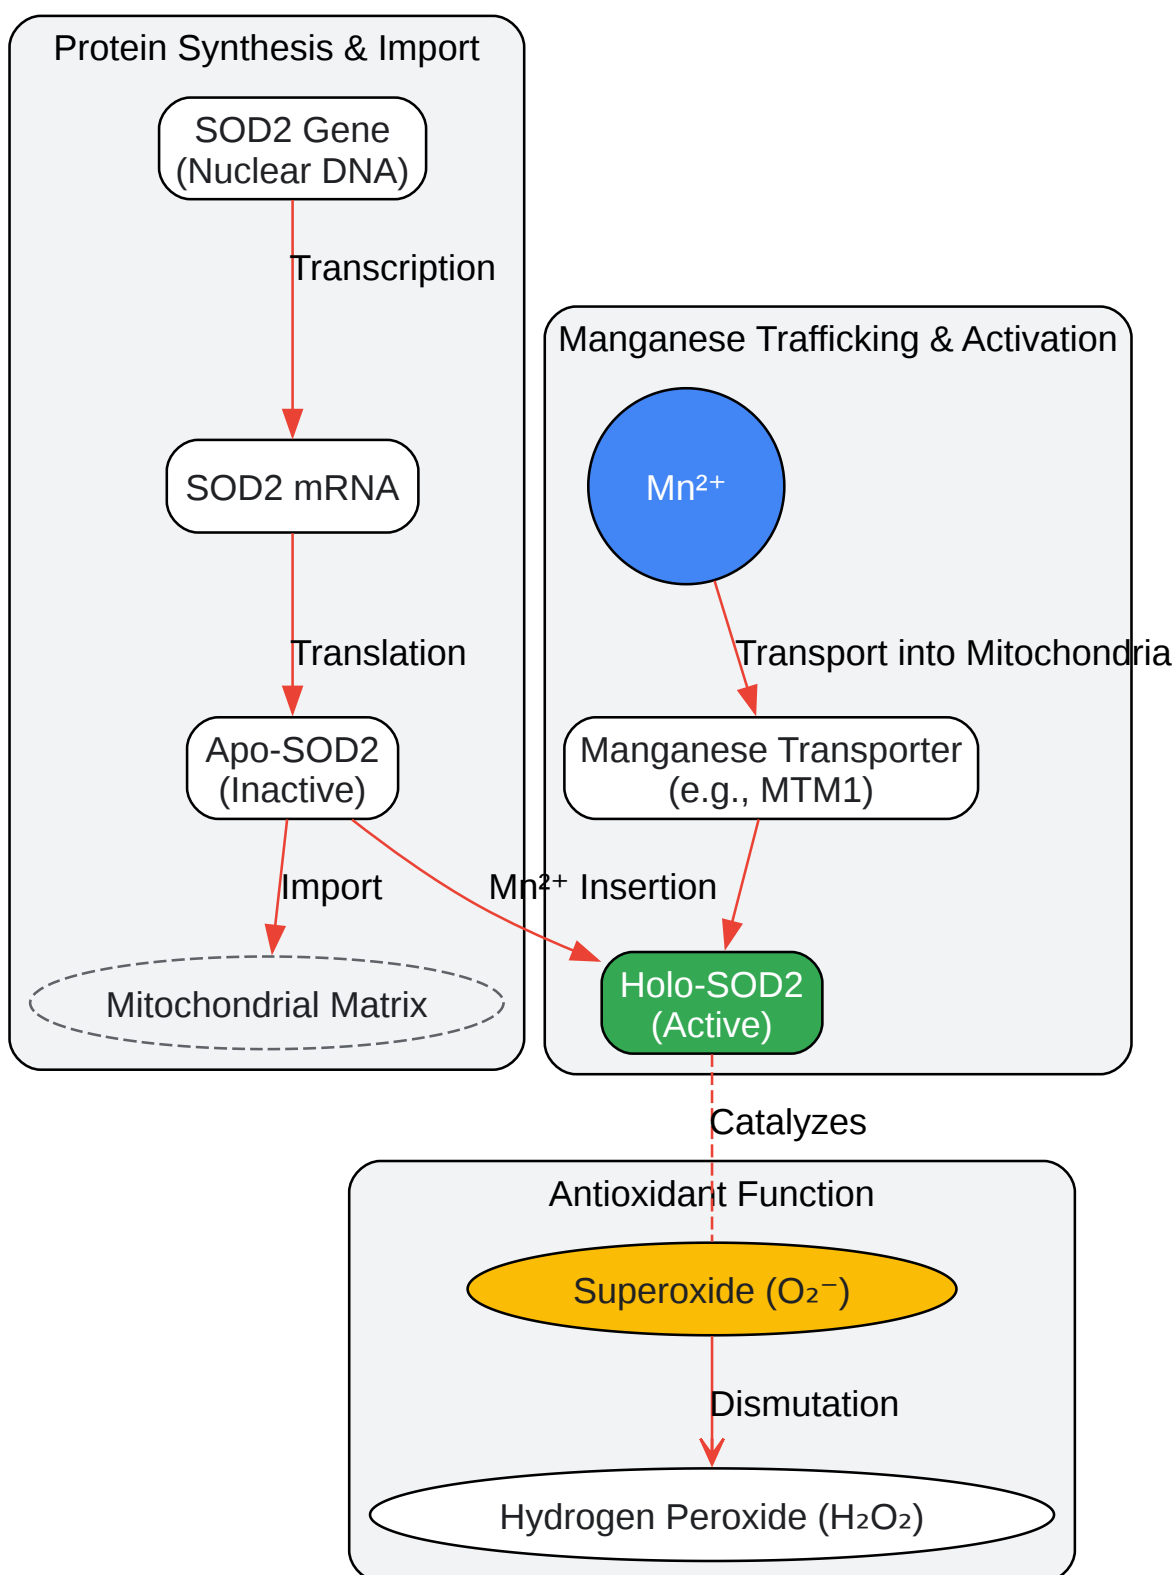 Protein Synthesis & Import
SOD2 Gene
(Nuclear DNA)
Transcription
SOD2 mRNA
Translation
Apo-SOD2
(Inactive)
Import
Mitochondrial Matrix
Manganese Trafficking & Activation
Mn²⁺
Transport into Mitochondria
Manganese Transporter
(e.g., MTM1)
Mn²⁺ Insertion
Holo-SOD2
(Active)
Catalyzes
Antioxidant Function
Superoxide (O₂⁻)
Dismutation
Hydrogen Peroxide (H₂O₂)